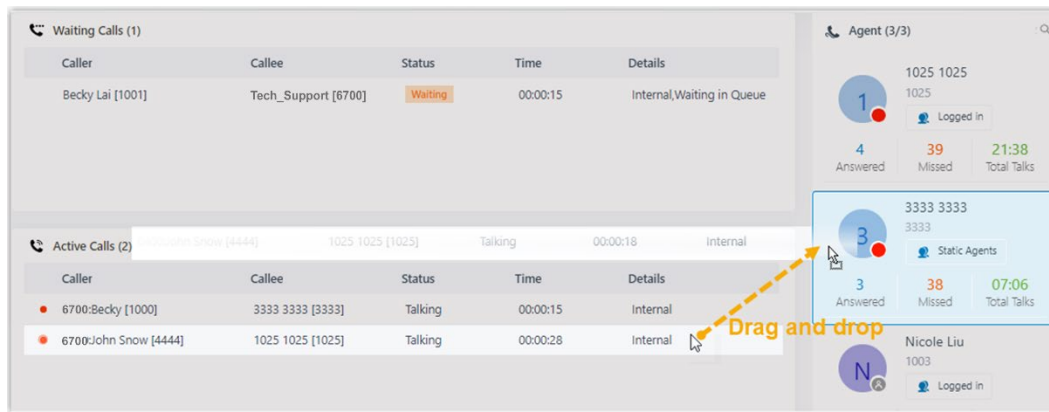 Waiting Calls (1)
Caller Callee Status Time Details
Becky Lai [1001] Tech_Support [6700] Waiting 00:00:15 Internal,Waiting in Queue
Active Calls (2)
John Snow [4444] 1025 1025 [1025] Talking 00:00:18 Internal
Caller Callee Status Time Details
6700:Becky [1000] 3333 3333 [3333] Talking 00:00:15 Internal
6700:John Snow [4444] 1025 1025 [1025] Talking 00:00:28 Internal
Drag and drop
Agent (3/3)
1
1025 1025
1025
Logged in
4 39 21:38
Answered Missed Total Talks
3
3333 3333
3333
Static Agents
3 38 07:06
Answered Missed Total Talks
N
Nicole Liu
1003
Logged in